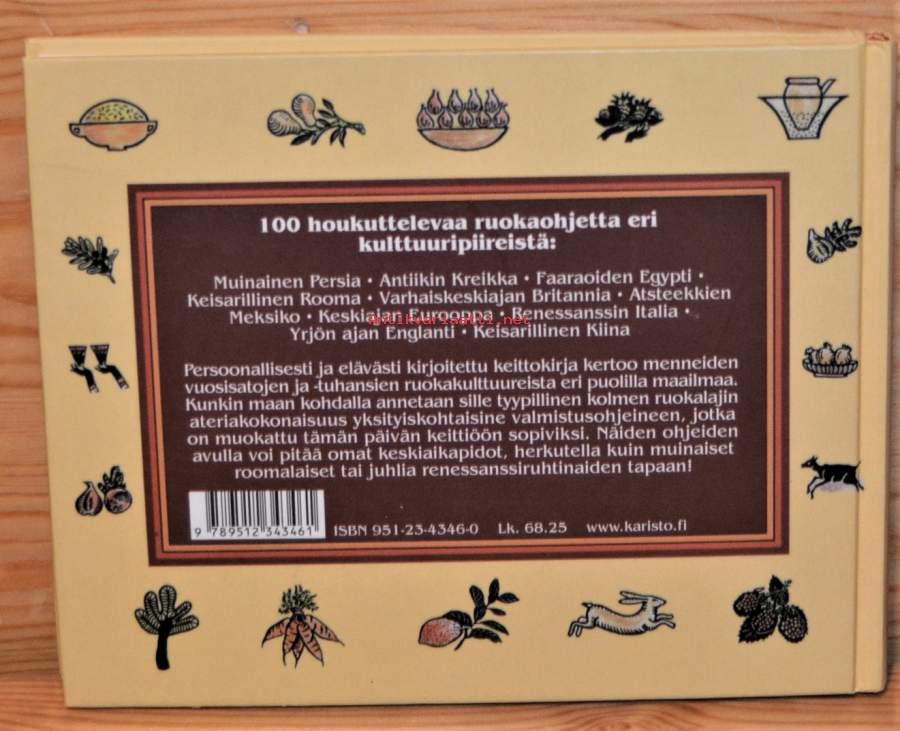 100 houkuttelevaa ruokaohjetta eri
kulttuuripiireistä:
Muinainen Persia • Antiikin Kreikka • Faaraoiden Egypti •
Keisarillinen Rooma • Varhaiskeskiajan Britannia • Atsteekkien
Meksiko • Keskiajan Eurooppa • Renessanssin Italia •
antikvariaatti.net
Yrjön ajan Englanti • Keisarillinen Kiina
Persoonallisesti ja elävästi kirjoitettu keittokirja kertoo menneiden
vuosisatojen ja -tuhansien ruokakulttuureista eri puolilla maailmaa.
Kunkin maan kohdalla annetaan sille tyypillinen kolmen ruokalajin
ateriakokonaisuus yksityiskohtaisine valmistusohjeineen, jotka
on muokattu tämän päivän keittiöön sopiviksi. Näiden ohjeiden
avulla voi pitää omat keskiaikapidot, herkutella kuin muinaiset
roomalaiset tai juhlia renessanssiruhtinaiden tapaan!
9 789512 343461 ISBN 951-23-4346-0 Lk. 68.25 www.karisto.fi